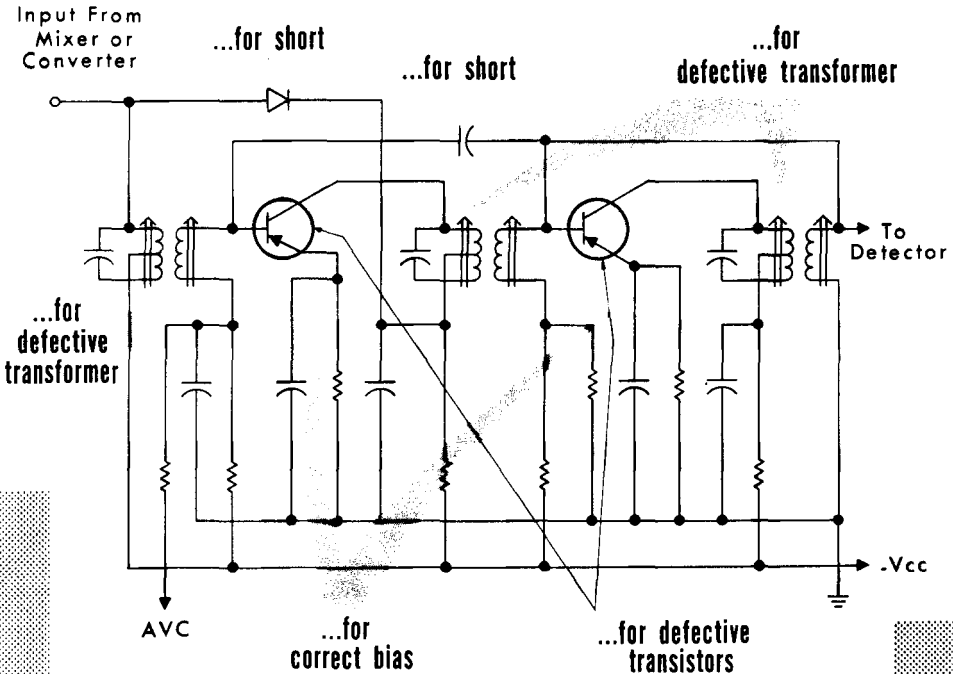 Input From
Mixer or
Converter
...for short
...for short
...for
defective transformer
To
Detector
...for
defective
transformer
-Vcc
AVC
...for
correct bias
...for defective
transistors